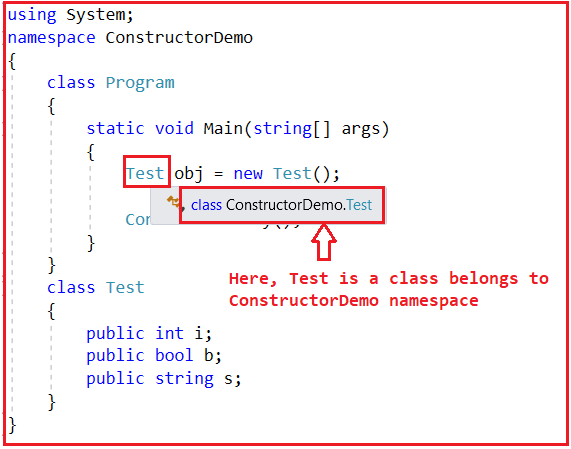 using System;
namespace ConstructorDemo
{
class Program
{
static void Main(string[] args)
{
Test obj = new Test();
class ConstructorDemo.Test
Con y();
}
}
Here, Test is a class belongs to
ConstructorDemo namespace
class Test
{
public int i;
public bool b;
public string s;
}
}